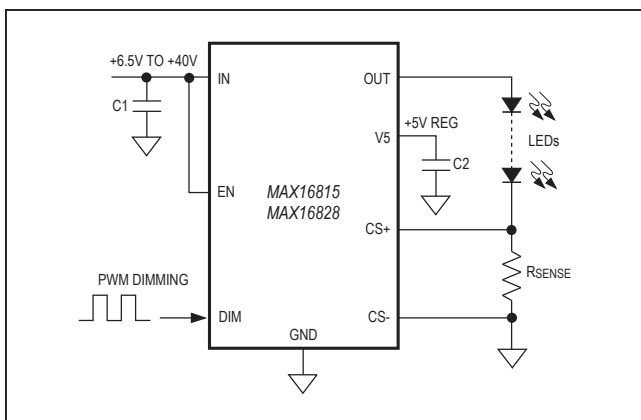 +6.5V TO +40V
C1
IN
EN
PWM DIMMING
DIM
MAX16815
MAX16828
GND
OUT
V5
+5V REG
C2
CS+
CS-
LEDs
RSENSE